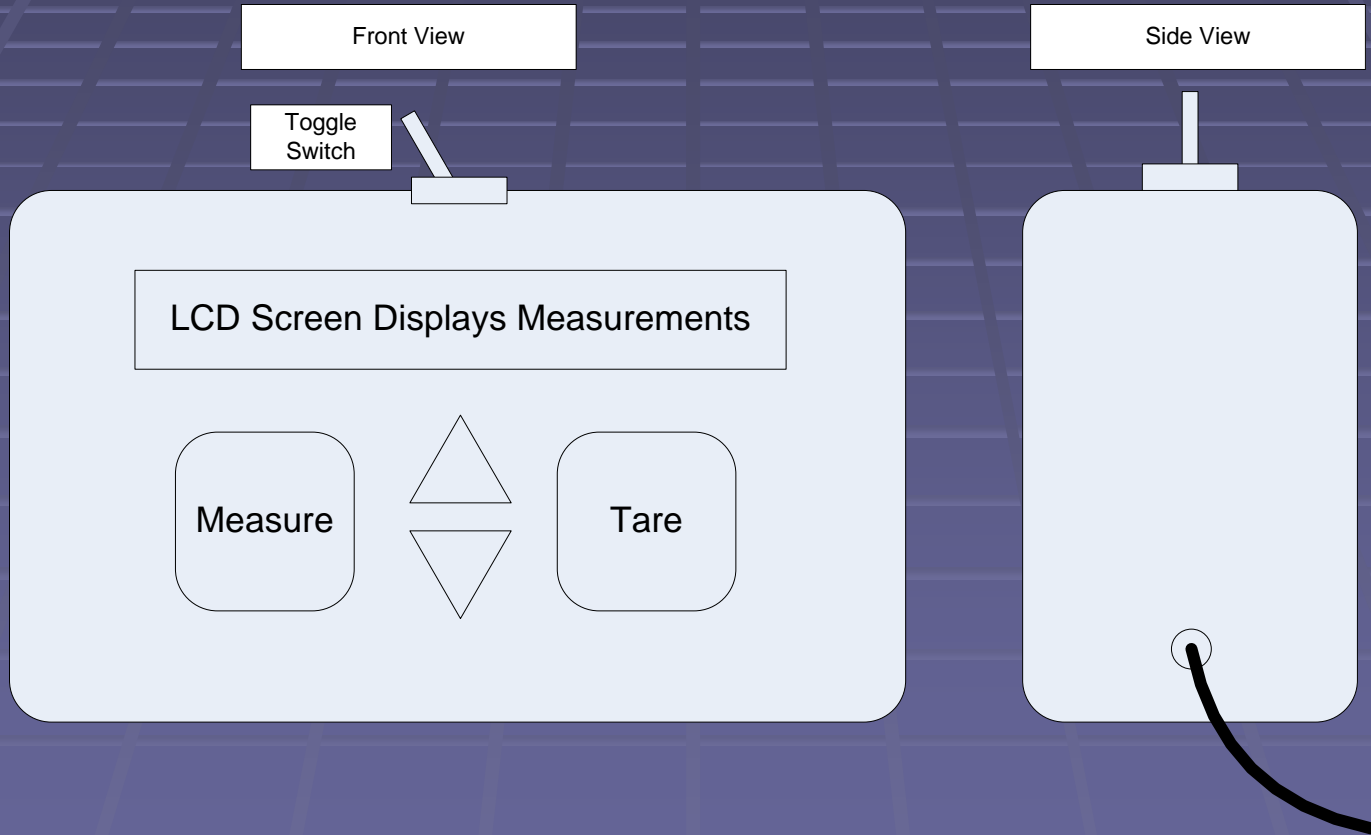 Front View
Side View
Toggle
Switch
LCD Screen Displays Measurements
Measure
Tare